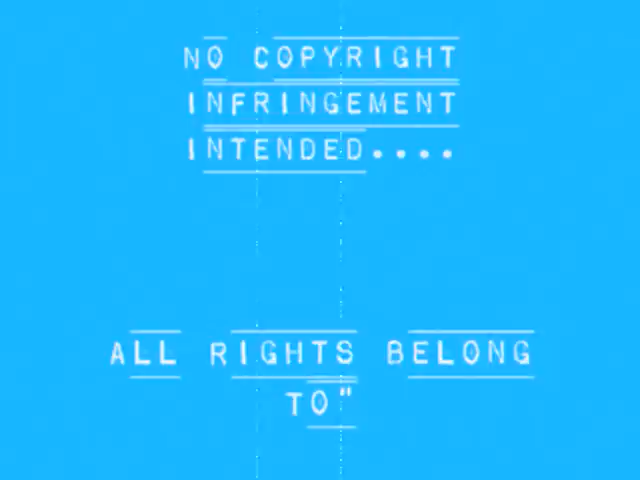 NO COPYRIGHT
INFRINGEMENT
INTENDED....
ALL RIGHTS BELONG
TO"